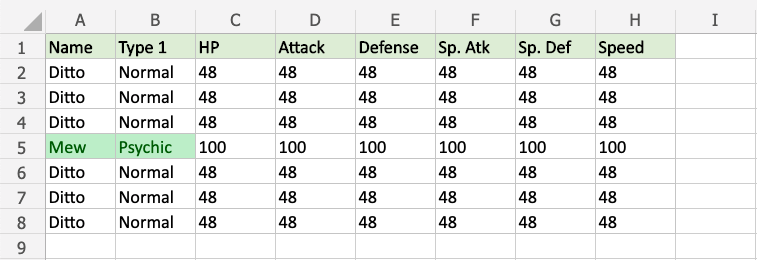 A B C D E F G H I
1 Name Type 1 HP Attack Defense Sp. Atk Sp. Def Speed
2 Ditto Normal 48 48 48 48 48 48
3 Ditto Normal 48 48 48 48 48 48
4 Ditto Normal 48 48 48 48 48 48
5 Mew Psychic 100 100 100 100 100 100
6 Ditto Normal 48 48 48 48 48 48
7 Ditto Normal 48 48 48 48 48 48
8 Ditto Normal 48 48 48 48 48 48
9